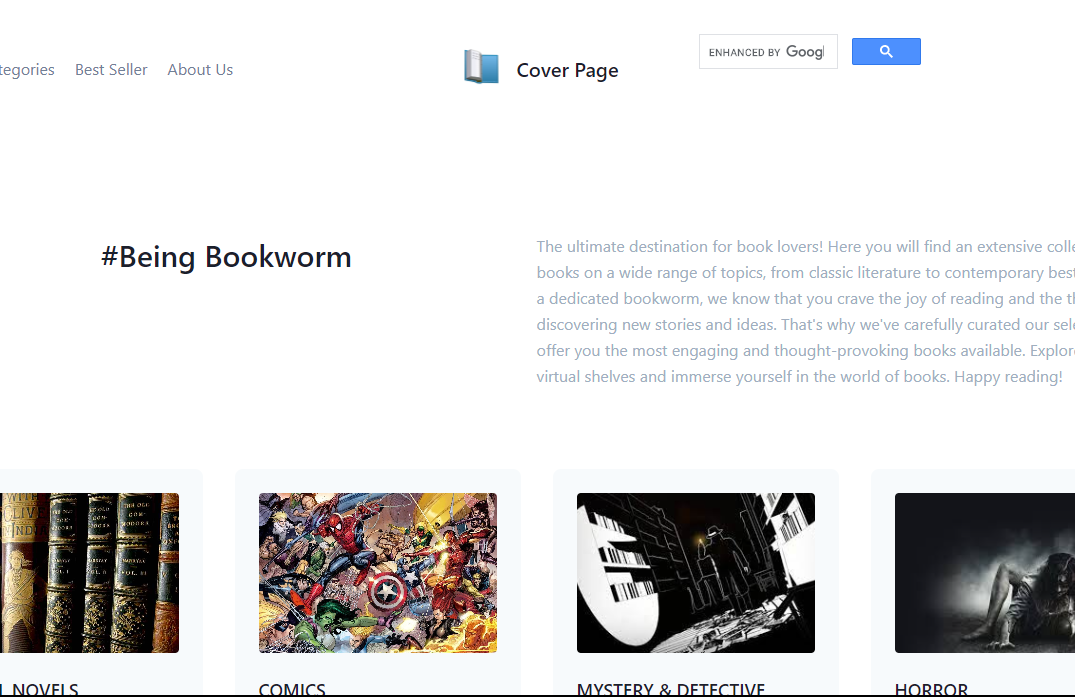 tegories Best Seller About Us
Cover Page
ENHANCED BY Goog
#Being Bookworm
The ultimate destination for book lovers! Here you will find an extensive colle
books on a wide range of topics, from classic literature to contemporary best
a dedicated bookworm, we know that you crave the joy of reading and the th
discovering new stories and ideas. That's why we've carefully curated our sele
offer you the most engaging and thought-provoking books available. Explore
virtual shelves and immerse yourself in the world of books. Happy reading!
L NOVELS
COMICS
MYSTERY & DETECTIVE
HORROR